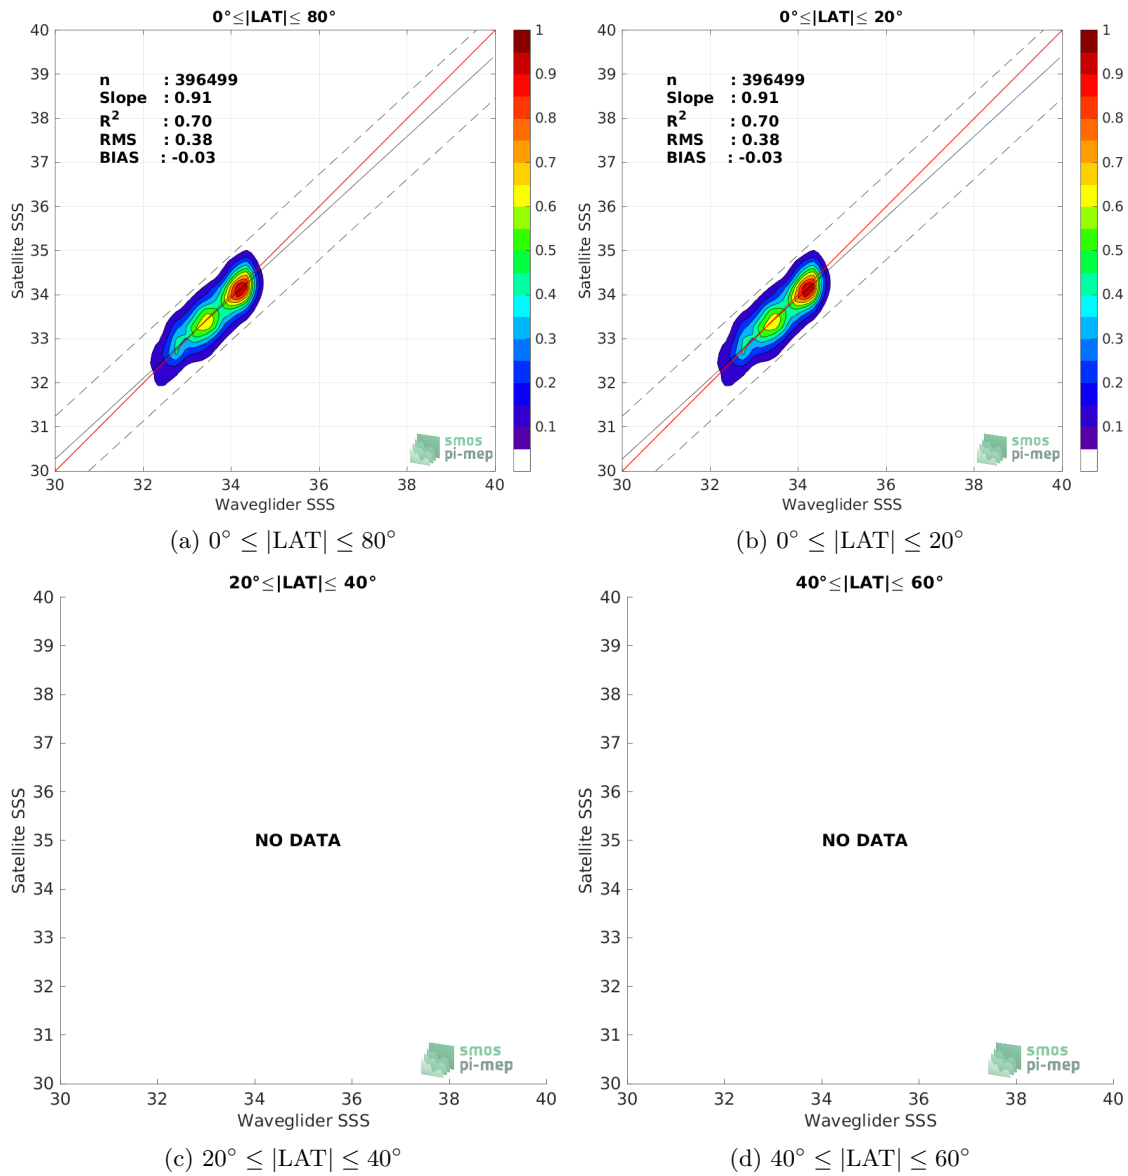 0°≤|LAT|≤ 80°
40
39
38
37
36
35
34
33
32
31
30
n : 396499
Slope : 0.91
R² : 0.70
RMS : 0.38
BIAS : -0.03
Satellite SSS
smos
pi-mep
30 32 34 36 38 40
Waveglider SSS
1
0.9
0.8
0.7
0.6
0.5
0.4
0.3
0.2
0.1
(a) 0° ≤ |LAT| ≤ 80°
0°≤|LAT|≤ 20°
40
39
38
37
36
35
34
33
32
31
30
n : 396499
Slope : 0.91
R² : 0.70
RMS : 0.38
BIAS : -0.03
Satellite SSS
smos
pi-mep
30 32 34 36 38 40
Waveglider SSS
1
0.9
0.8
0.7
0.6
0.5
0.4
0.3
0.2
0.1
(b) 0° ≤ |LAT| ≤ 20°
20°≤|LAT|≤ 40°
40
39
38
37
36
35
34
33
32
31
30
Satellite SSS
NO DATA
smos
pi-mep
30 32 34 36 38 40
Waveglider SSS
(c) 20° ≤ |LAT| ≤ 40°
40°≤|LAT|≤ 60°
40
39
38
37
36
35
34
33
32
31
30
Satellite SSS
NO DATA
smos
pi-mep
30 32 34 36 38 40
Waveglider SSS
(d) 40° ≤ |LAT| ≤ 60°